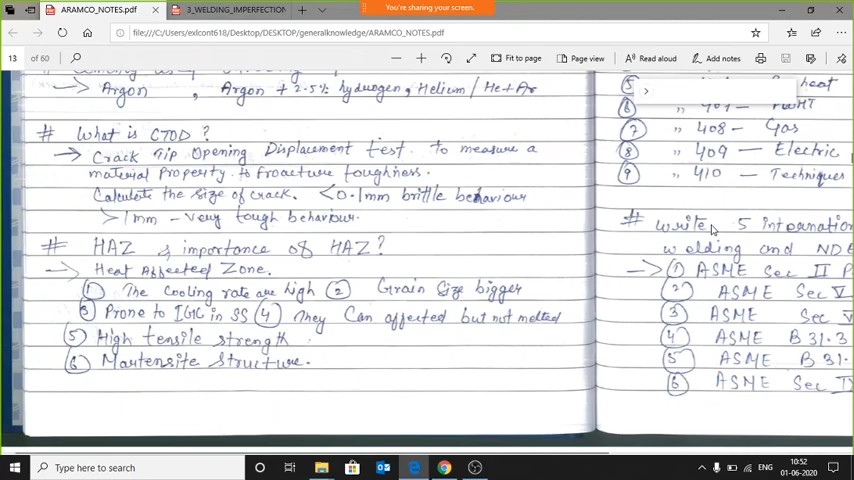 ARAMCO_NOTES.pdf
3_WELDING_IMPERFECTION
You're sharing your screen.
file:///C:/Users/exlcont618/Desktop/DESKTOP/generalknowledge/ARAMCO_NOTES.pdf
13 of 60
Fit to page
Page view
Read aloud
Add notes
→ Argon , Argon + 2.5% hydrogen, Helium / He+Ar
# What is CTOD ?
→ Crack Tip Opening Displacement test. To measure a
material Property to froacture toughness.
Calculate the size of crack. <0.1mm brittle behaviour
>1mm - very tough behaviour.
# HAZ & importance of HAZ?
→ Heat Affected Zone.
① The cooling rate are high ② Grain Size bigger
③ Prone to IGC in SS ④ They Can affected but not melted
⑤ High tensile strength
⑥ Martensite structure.
⑤ heat
⑥ " 407 - PWHT
⑦ " 408 - Gas
⑧ " 409 - Electric
⑨ " 410 - Techniques
# write 5 Internation
welding and NDE
→ ① ASME Sec II P
② ASME Sec V
③ ASME Sec V
④ ASME B 31.3
⑤ ASME B 31.
⑥ ASME Sec I
Type here to search
ENG
10:52
01-06-2020